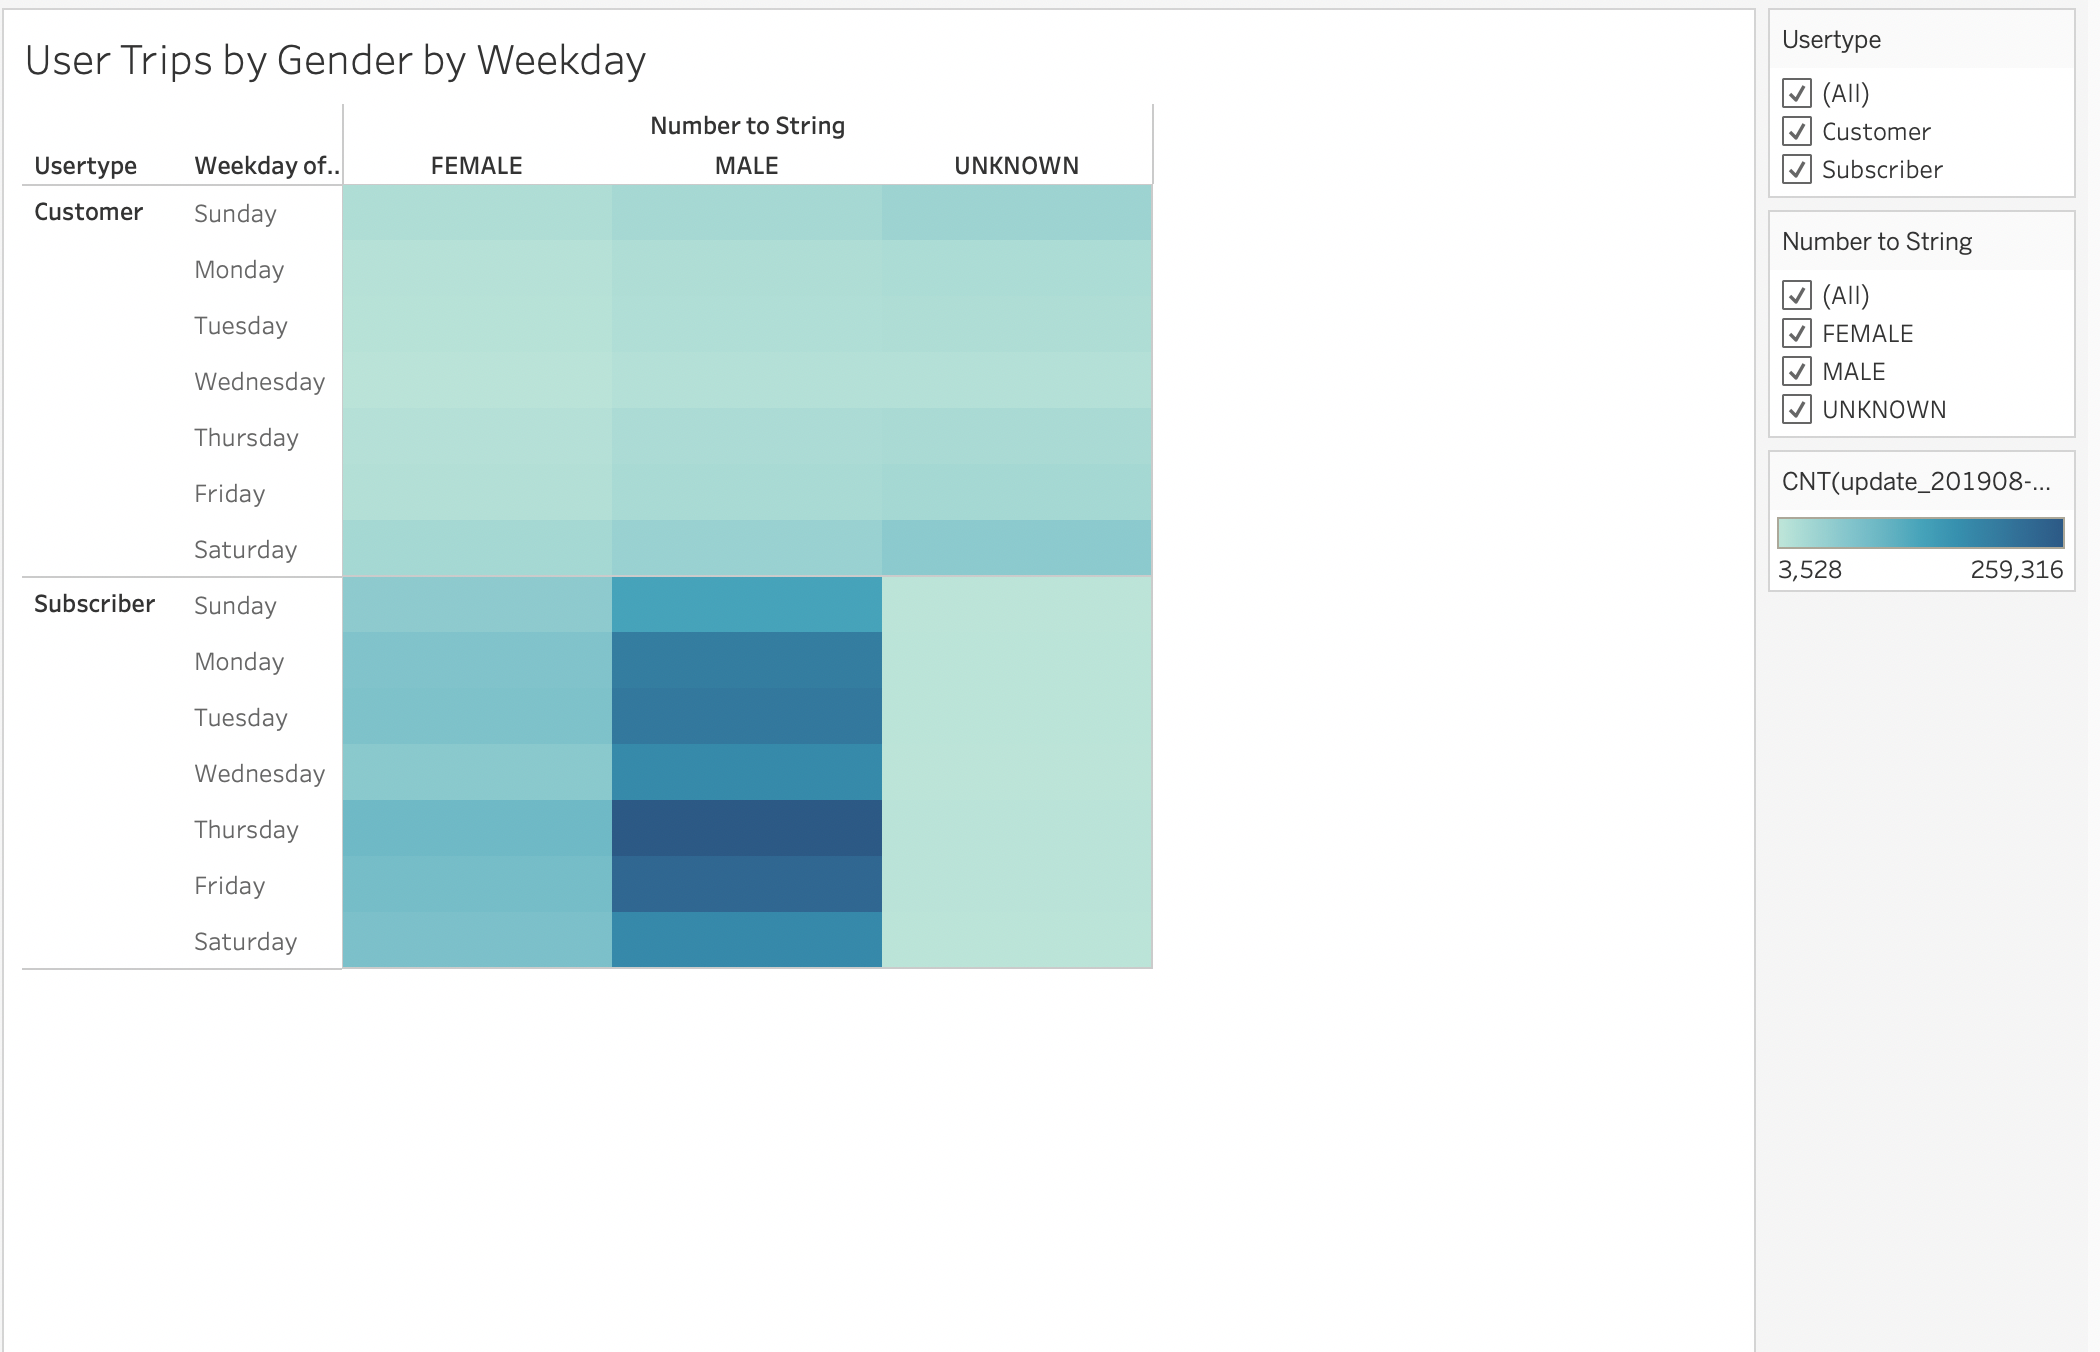 User Trips by Gender by Weekday
Number to String
Usertype Weekday of.. FEMALE MALE UNKNOWN
Customer Sunday
Monday
Tuesday
Wednesday
Thursday
Friday
Saturday
Subscriber Sunday
Monday
Tuesday
Wednesday
Thursday
Friday
Saturday
Usertype
(All)
Customer
Subscriber
Number to String
(All)
FEMALE
MALE
UNKNOWN
CNT(update_201908-...
3,528 259,316